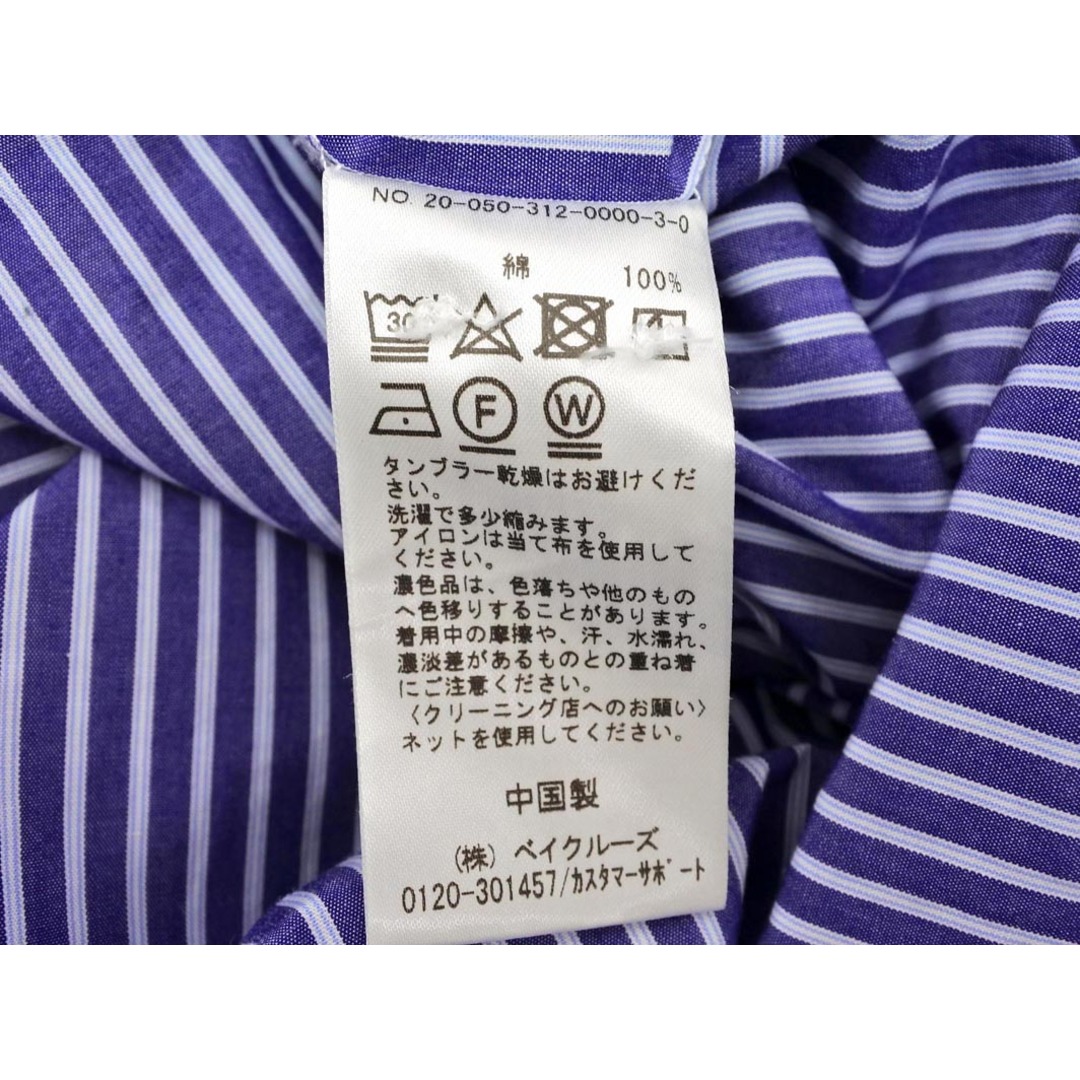 NO. 20-050-312-0000-3-0
綿 100%
30
F W
タンブラー乾燥はお避けくだ
さい。
洗濯で多少縮みます。
アイロンは当て布を使用して
ください。
濃色品は、色落ちや他のもの
へ色移りすることがあります。
着用中の摩擦や、汗、水濡れ、
濃淡差があるものとの重ね着
にご注意ください。
〈クリーニング店へのお願い〉
ネットを使用してください。
中国製
(株) ベイクルーズ
0120-301457/カスタマーサポート